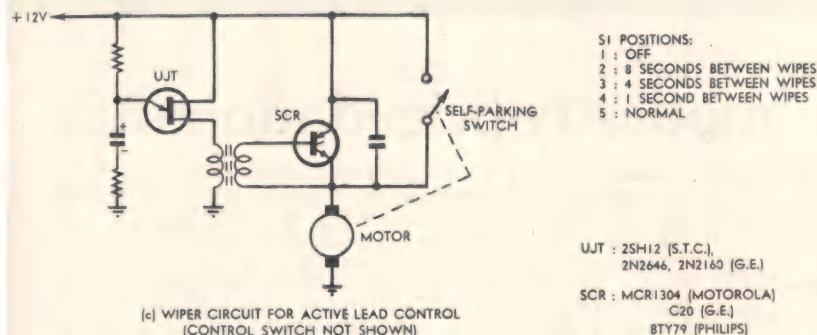 +12V
UJT
SCR
SELF-PARKING
SWITCH
MOTOR
(c) WIPER CIRCUIT FOR ACTIVE LEAD CONTROL
(CONTROL SWITCH NOT SHOWN)
S1 POSITIONS:
1 : OFF
2 : 8 SECONDS BETWEEN WIPES
3 : 4 SECONDS BETWEEN WIPES
4 : 1 SECOND BETWEEN WIPES
5 : NORMAL
UJT : 2SH12 (S.T.C.),
2N2646, 2N2160 (G.E.)
SCR : MCR1304 (MOTOROLA)
C20 (G.E.)
BTY79 (PHILIPS)
+
-